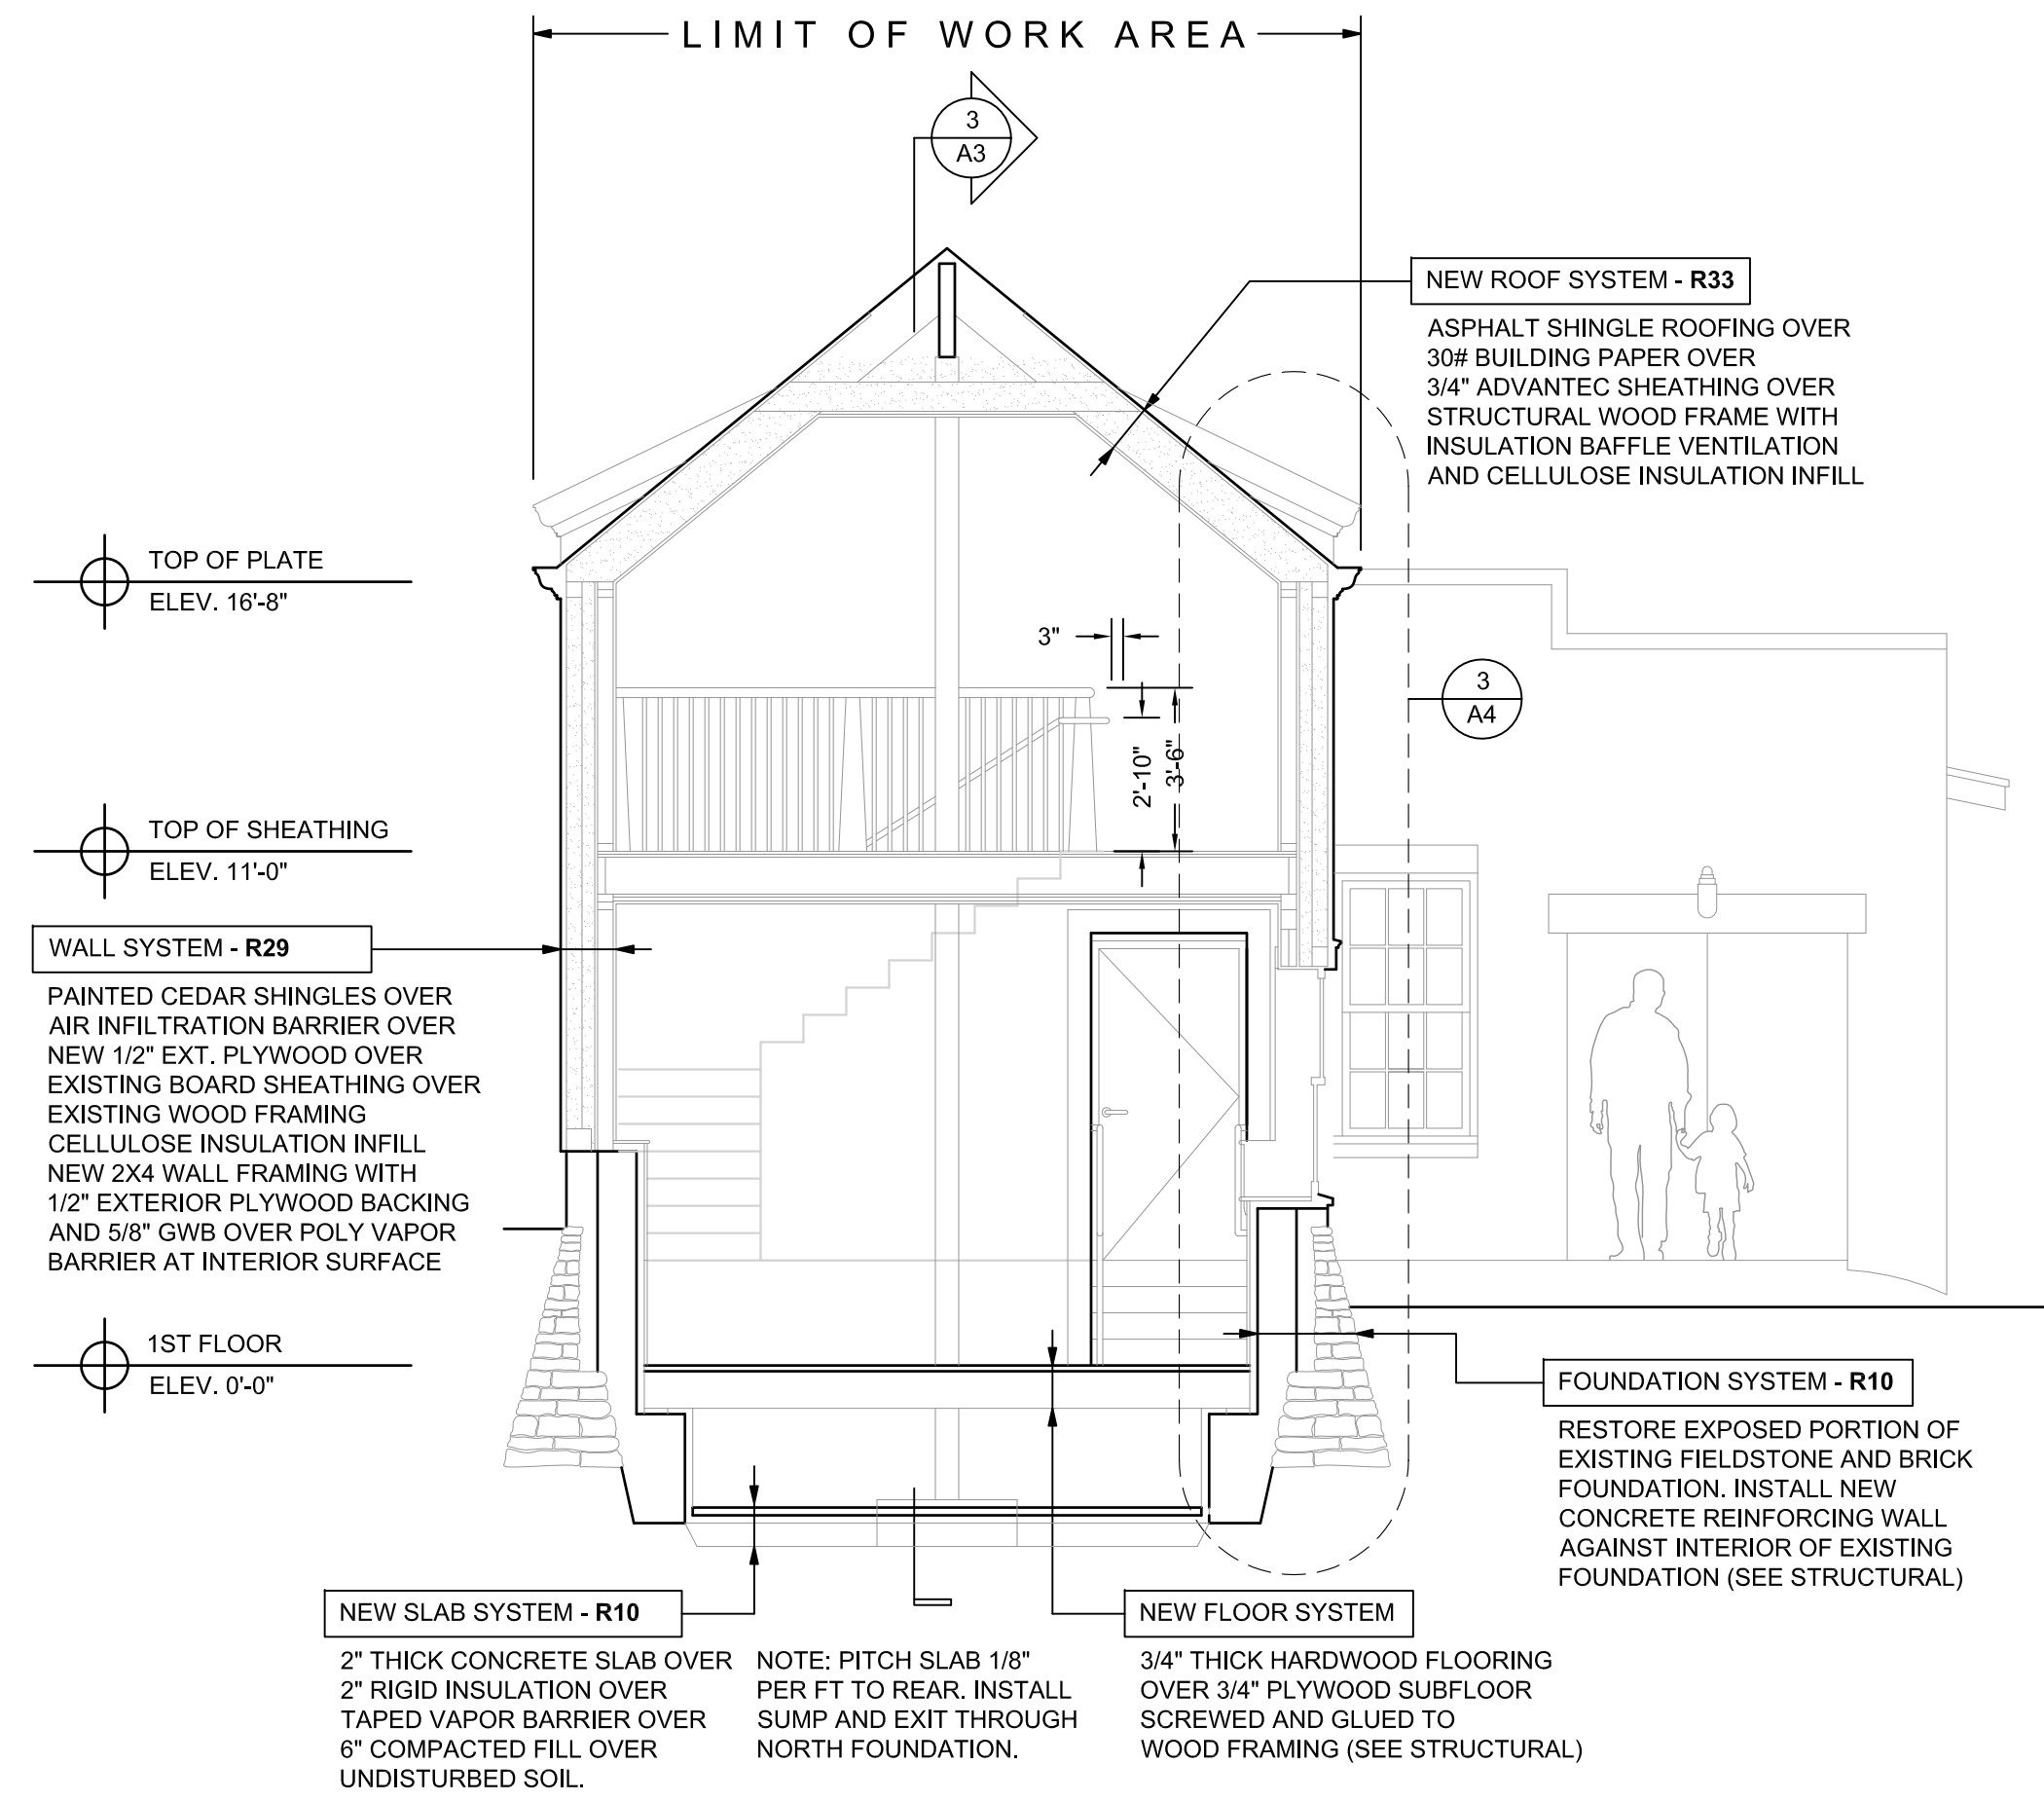 LIMIT OF WORK AREA
3
A3
NEW ROOF SYSTEM - R33
ASPHALT SHINGLE ROOFING OVER
30# BUILDING PAPER OVER
3/4" ADVANTEC SHEATHING OVER
STRUCTURAL WOOD FRAME WITH
INSULATION BAFFLE VENTILATION
AND CELLULOSE INSULATION INFILL
TOP OF PLATE
ELEV. 16'-8"
3"
3
A4
2'-10"
3'-6"
TOP OF SHEATHING
ELEV. 11'-0"
WALL SYSTEM - R29
PAINTED CEDAR SHINGLES OVER
AIR INFILTRATION BARRIER OVER
NEW 1/2" EXT. PLYWOOD OVER
EXISTING BOARD SHEATHING OVER
EXISTING WOOD FRAMING
CELLULOSE INSULATION INFILL
NEW 2X4 WALL FRAMING WITH
1/2" EXTERIOR PLYWOOD BACKING
AND 5/8" GWB OVER POLY VAPOR
BARRIER AT INTERIOR SURFACE
1ST FLOOR
ELEV. 0'-0"
FOUNDATION SYSTEM - R10
RESTORE EXPOSED PORTION OF
EXISTING FIELDSTONE AND BRICK
FOUNDATION. INSTALL NEW
CONCRETE REINFORCING WALL
AGAINST INTERIOR OF EXISTING
FOUNDATION (SEE STRUCTURAL)
NEW SLAB SYSTEM - R10
2" THICK CONCRETE SLAB OVER
2" RIGID INSULATION OVER
TAPED VAPOR BARRIER OVER
6" COMPACTED FILL OVER
UNDISTURBED SOIL.
NOTE: PITCH SLAB 1/8"
PER FT TO REAR. INSTALL
SUMP AND EXIT THROUGH
NORTH FOUNDATION.
NEW FLOOR SYSTEM
3/4" THICK HARDWOOD FLOORING
OVER 3/4" PLYWOOD SUBFLOOR
SCREWED AND GLUED TO
WOOD FRAMING (SEE STRUCTURAL)